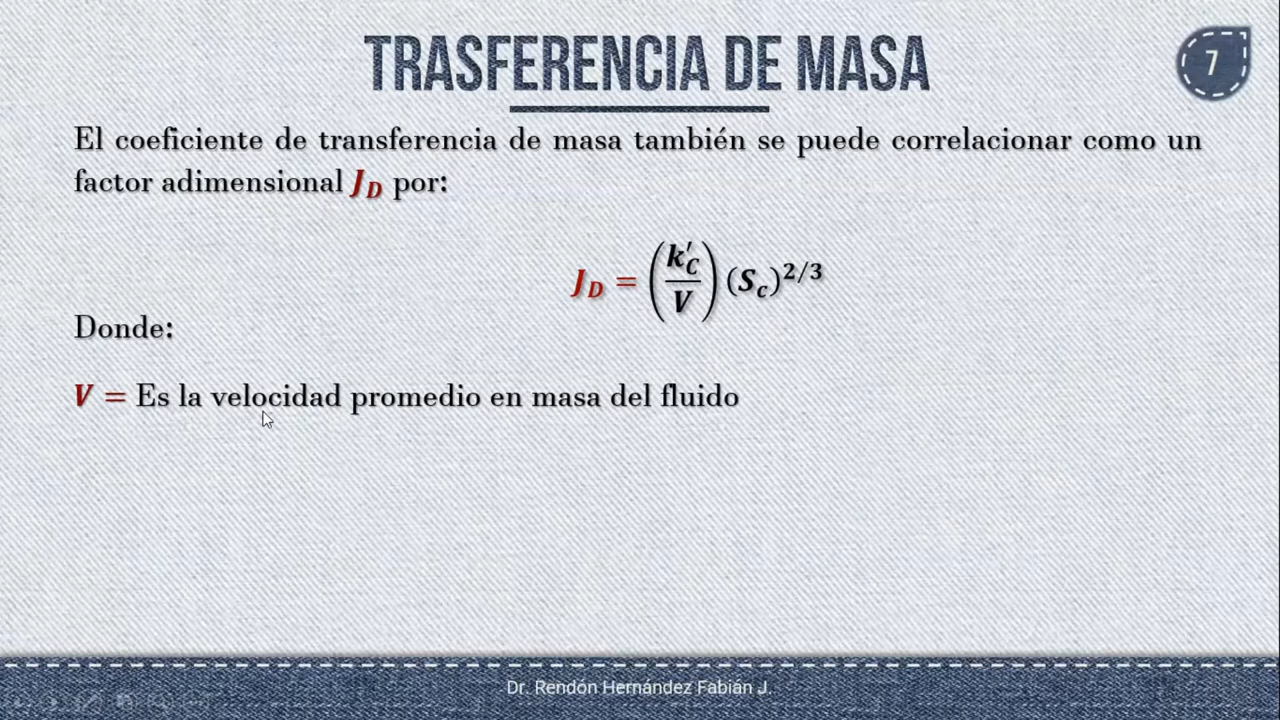 TRASFERENCIA DE MASA
7
El coeficiente de transferencia de masa también se puede correlacionar como un
factor adimensional J_D por:
J_D = (k'_C / V) (S_c)^{2/3}
Donde:
V = Es la velocidad promedio en masa del fluido
Dr. Rendón Hernández Fabián J.